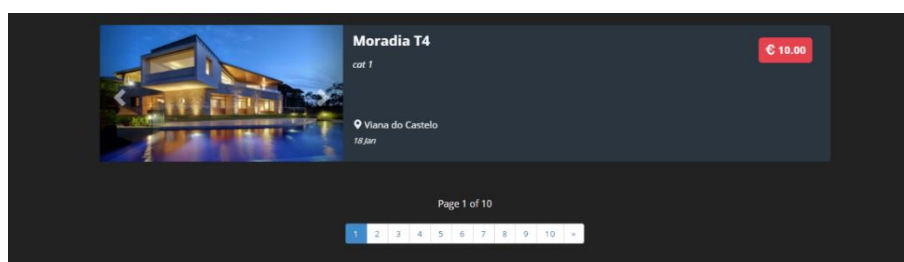 Moradia T4
€ 10.00
cat 1
Viana do Castelo
18 Jan
Page 1 of 10
1 2 3 4 5 6 7 8 9 10 »